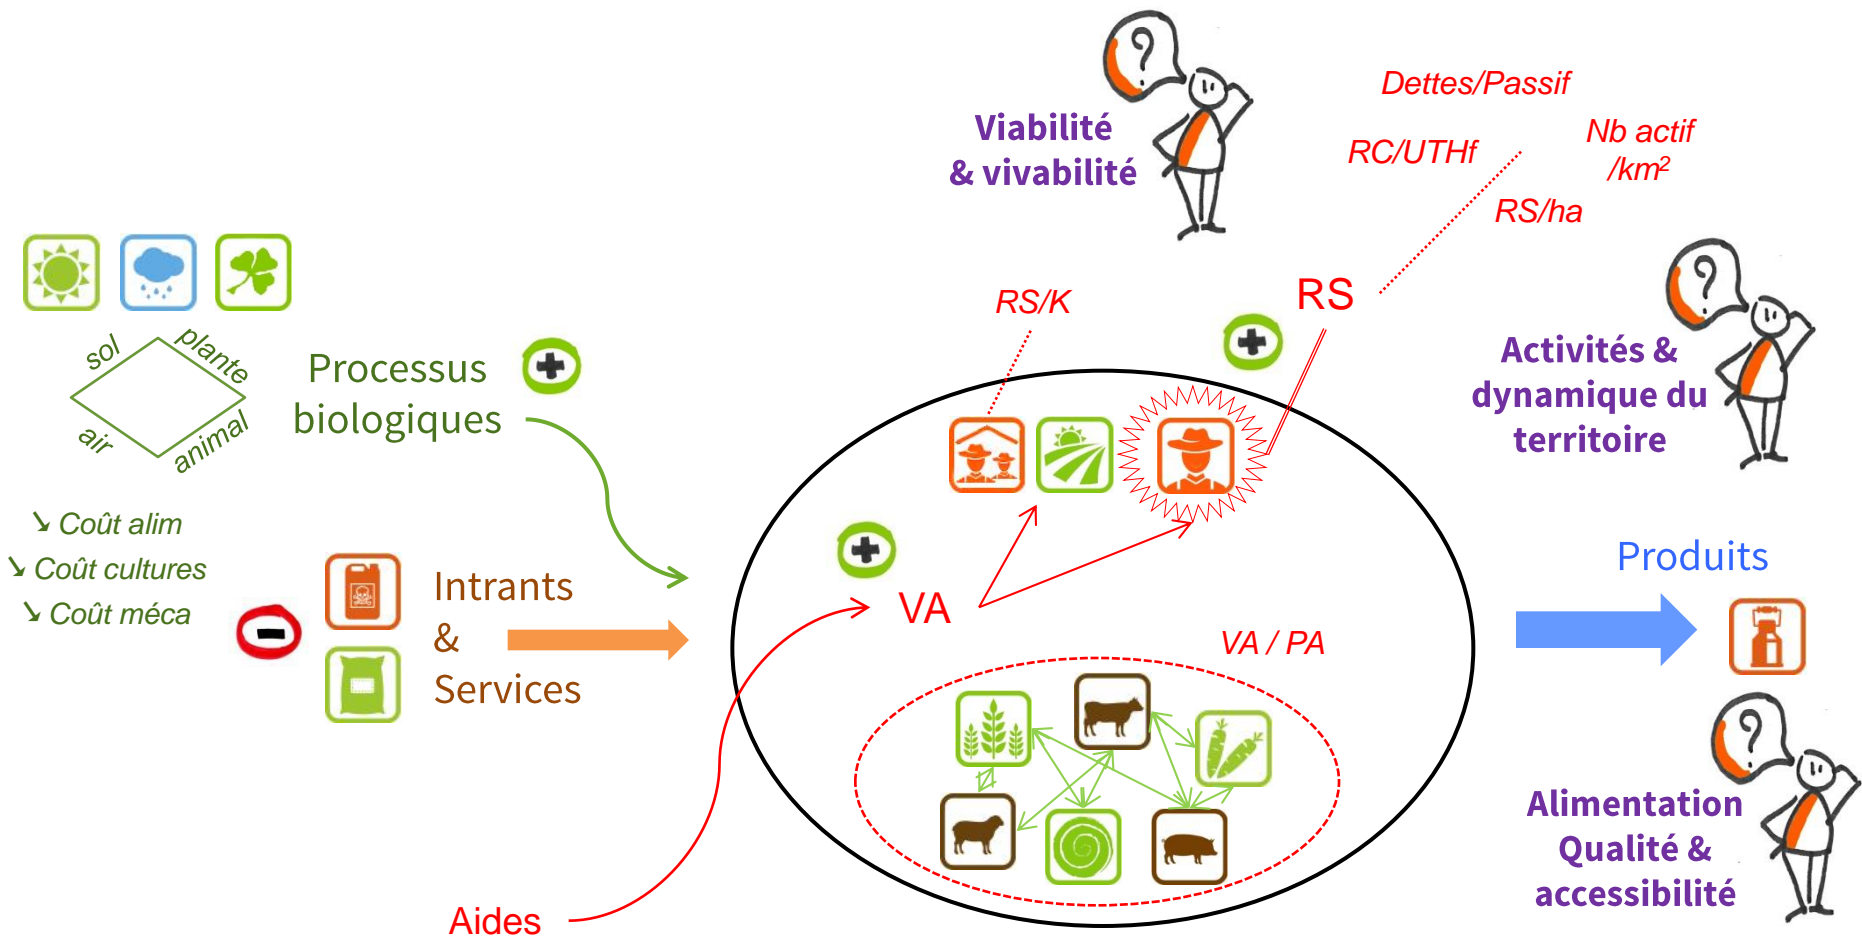 ?
Dettes/Passif
Viabilité
& vivabilité
Nb actif
/km²
RC/UTHf
RS/ha
?
RS/K
RS
sol
plante
air
animal
Processus
biologiques
Activités &
dynamique du
territoire
↘ Coût alim
↘ Coût cultures
↘ Coût méca
Intrants
&
Services
VA
VA / PA
Produits
?
Alimentation
Qualité &
accessibilité
Aides